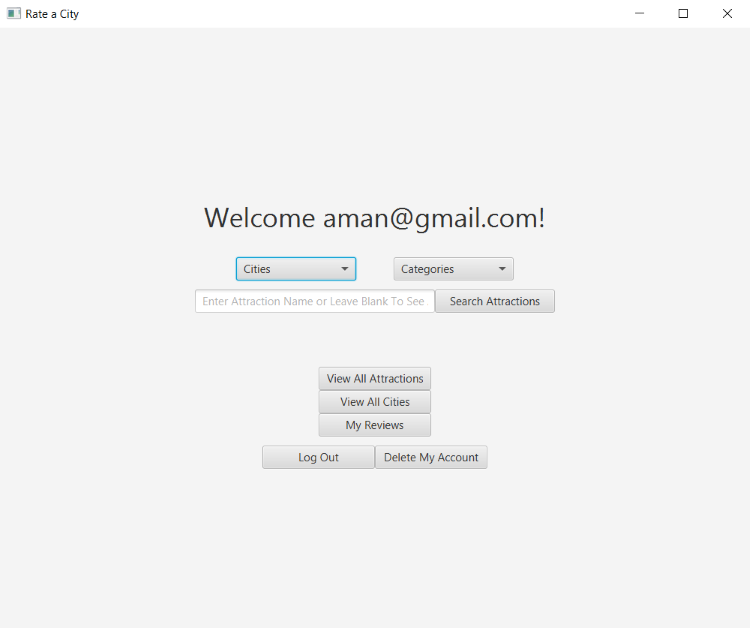 Rate a City
Welcome aman@gmail.com!
Cities
Categories
Enter Attraction Name or Leave Blank To See
Search Attractions
View All Attractions
View All Cities
My Reviews
Log Out
Delete My Account